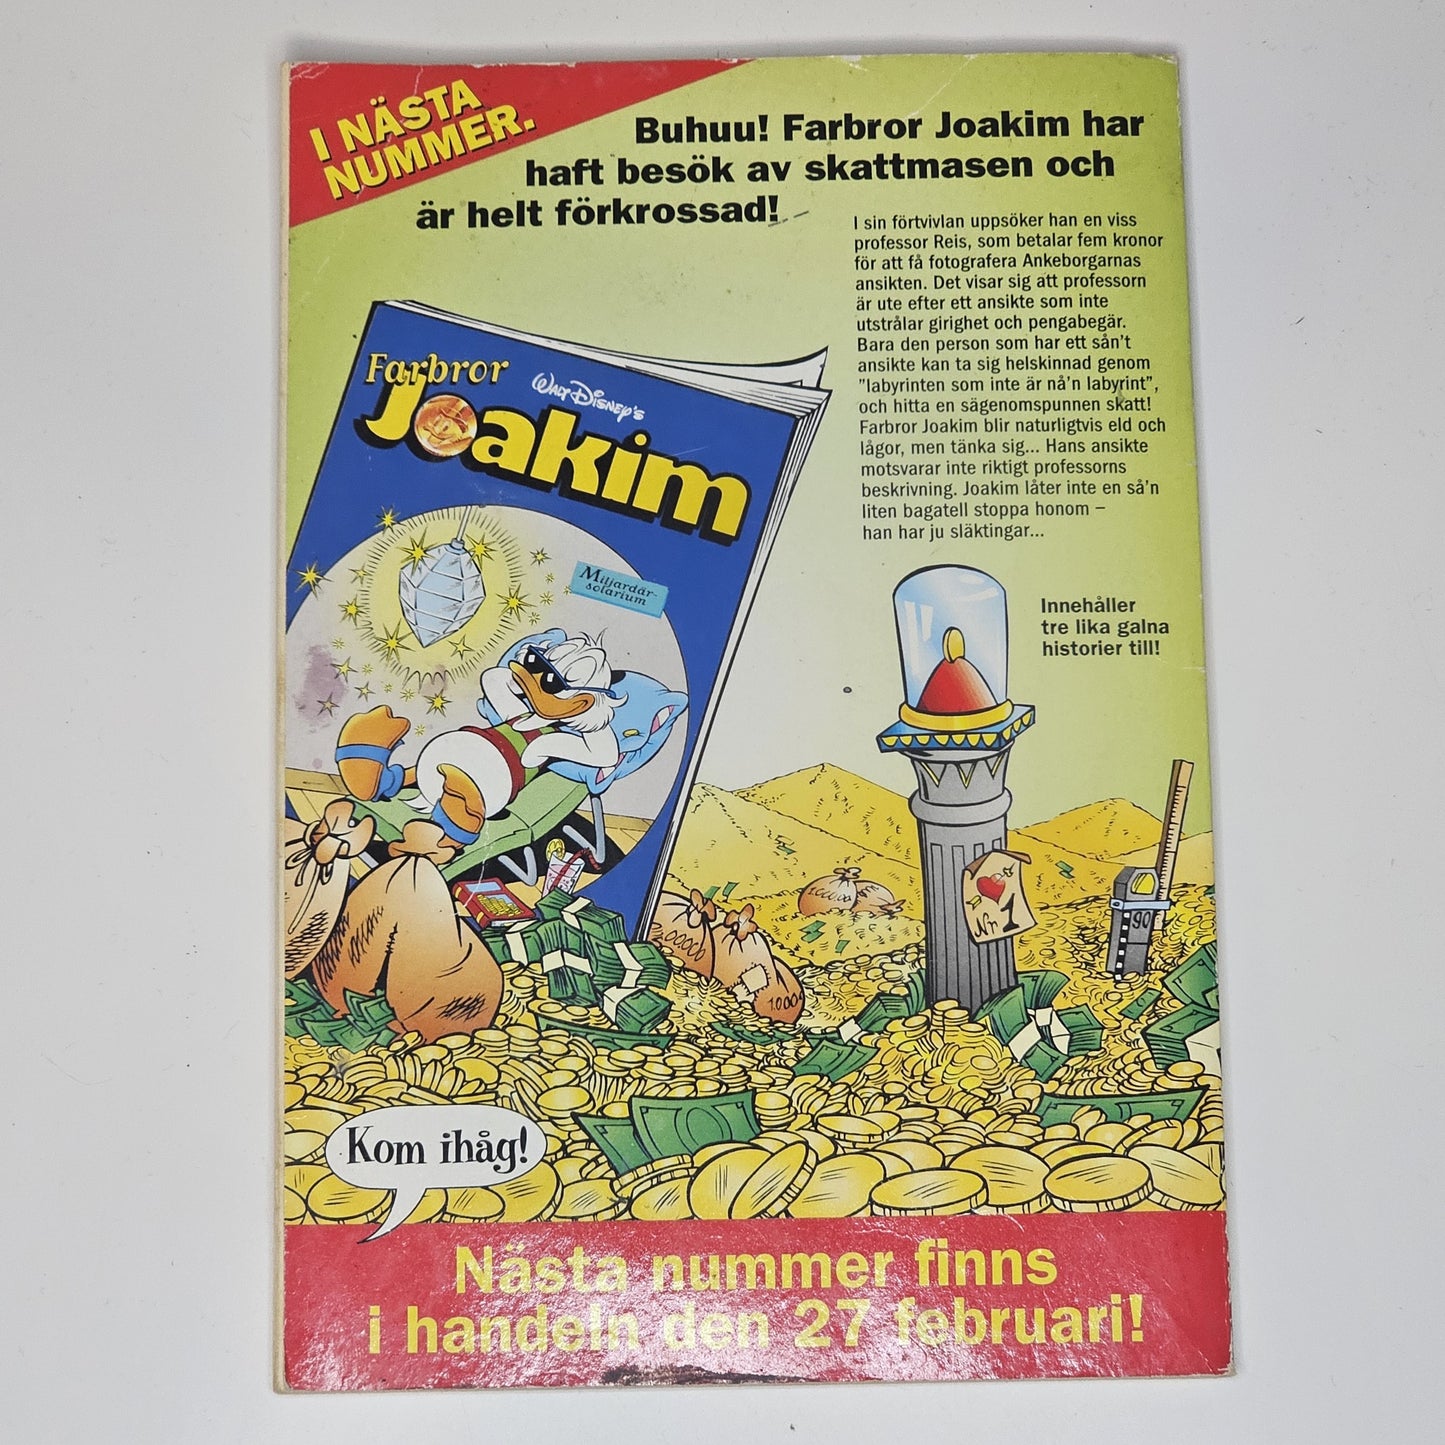 I NÄSTA
NUMMER.
Buhuu! Farbror Joakim har
haft besök av skattmasen och
är helt förkrossad!
I sin förtvivlan uppsöker han en viss
professor Reis, som betalar fem kronor
för att få fotografera Ankeborgarnas
ansikten. Det visar sig att professorn
är ute efter ett ansikte som inte
utstrålar girighet och pengabegär.
Bara den person som har ett sån't
ansikte kan ta sig helskinnad genom
"labyrinten som inte är nå'n labyrint",
och hitta en sägenomspunnen skatt!
Farbror Joakim blir naturligtvis eld och
lågor, men tänka sig... Hans ansikte
motsvarar inte riktigt professorns
beskrivning. Joakim låter inte en så'n
liten bagatell stoppa honom –
han har ju släktingar...
Farbror
WALT DISNEY'S
Joakim
Miljardär-
solarium
Innehåller
tre lika galna
historier till!
Nr 1
90
Kom ihåg!
Nästa nummer finns
i handeln den 27 februari!